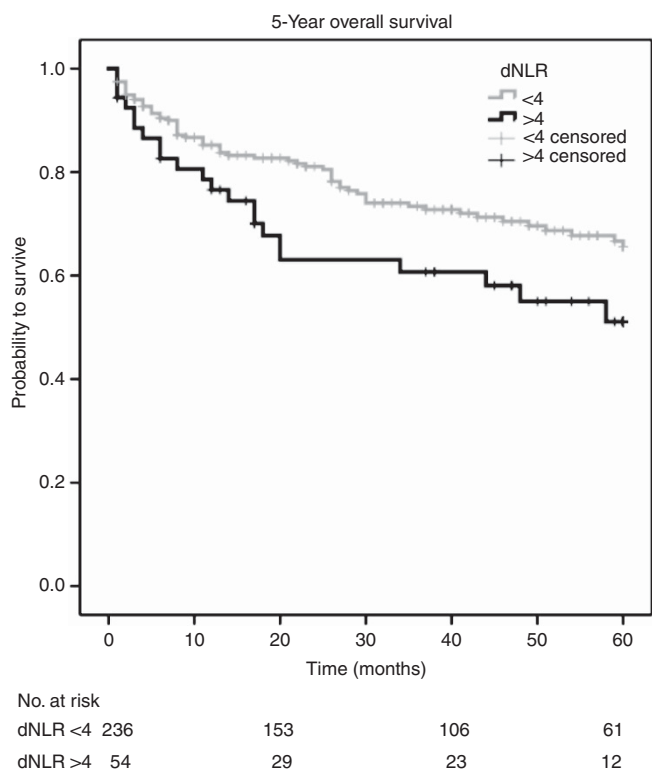 5-Year overall survival
dNLR
<4
>4
<4 censored
>4 censored
Probability to survive
1.0
0.8
0.6
0.4
0.2
0.0
0 10 20 30 40 50 60
Time (months)
No. at risk
dNLR <4 236 153 106 61
dNLR >4 54 29 23 12